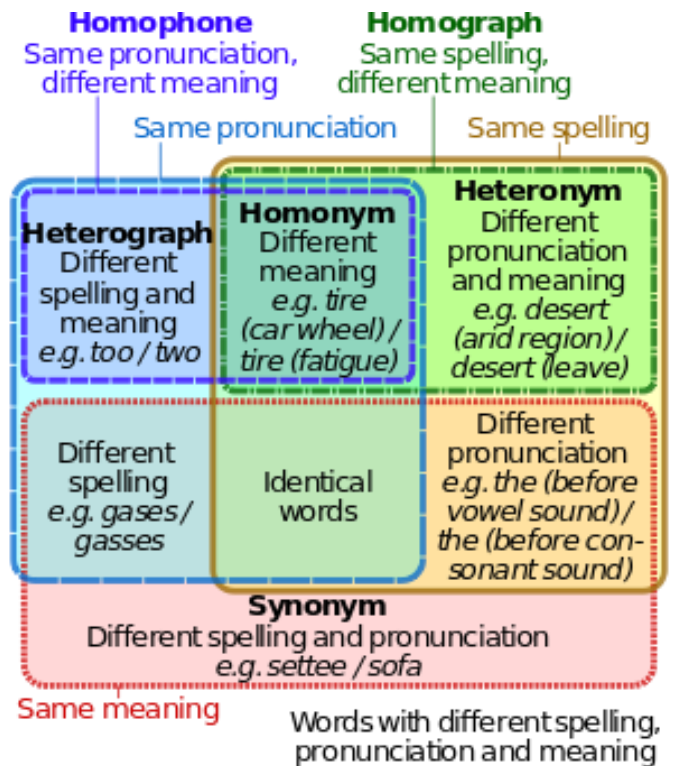 Homophone
Same pronunciation,
different meaning
Homograph
Same spelling,
different meaning
Same pronunciation
Same spelling
Heterograph
Different
spelling and
meaning
e.g. too / two
Homonym
Different
meaning
e.g. tire
(car wheel) /
tire (fatigue)
Heteronym
Different
pronunciation
and meaning
e.g. desert
(arid region) /
desert (leave)
Different
spelling
e.g. gases /
gasses
Identical
words
Different
pronunciation
e.g. the (before
vowel sound) /
the (before con-
sonant sound)
Synonym
Different spelling and pronunciation
e.g. settee / sofa
Same meaning
Words with different spelling,
pronunciation and meaning